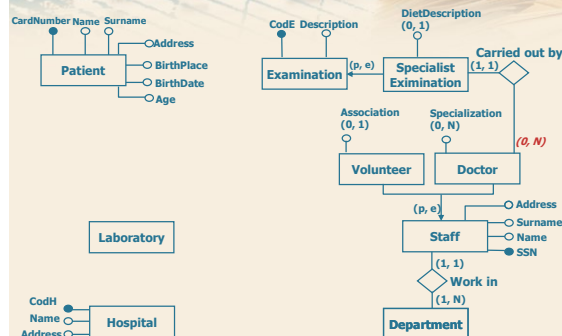 CardNumber Name Surname
Address
Patient
BirthPlace
BirthDate
Age
DietDescription
(0, 1)
CodE Description
Examination
(p, e)
Specialist
Eximination
(1, 1)
Carried out by
(0, N)
Association
(0, 1)
Specialization
(0, N)
Volunteer
Doctor
(p, e)
Address
Surname
Name
SSN
Staff
(1, 1)
Work in
(1, N)
Department
Laboratory
CodH
Name
Address
Hospital